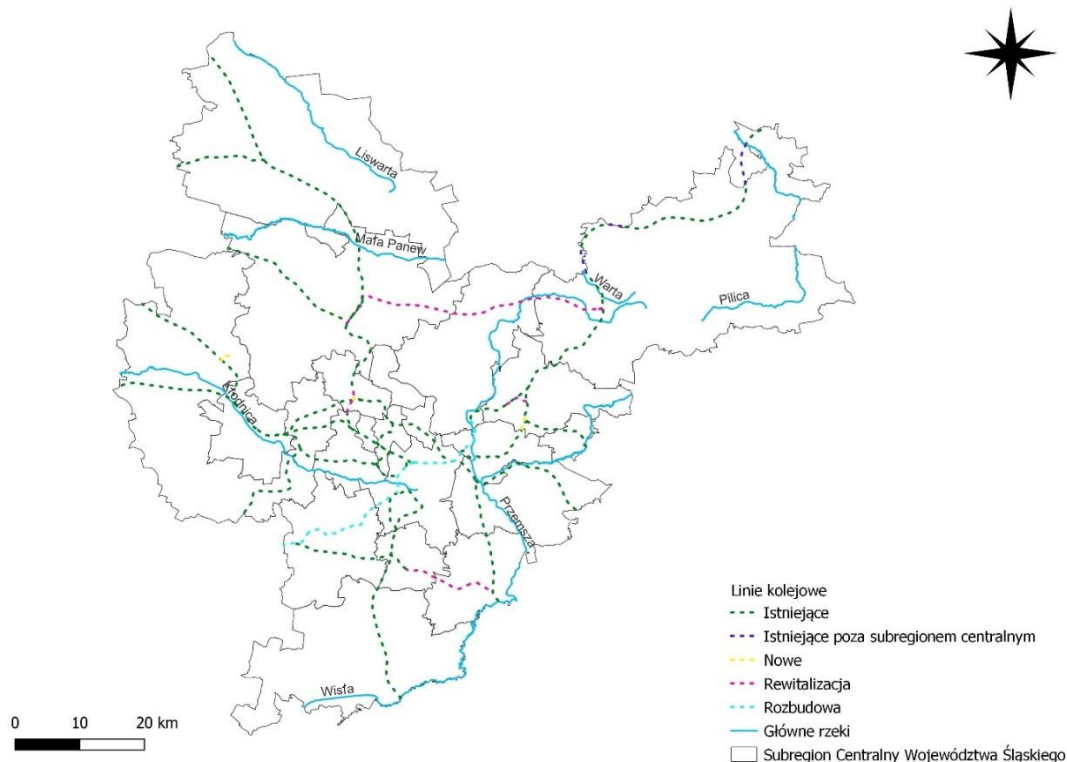 Liswarta
Mała Panew
Warta
Pilica
Kłodnica
Przemsza
Wisła
Linie kolejowe
Istniejące
Istniejące poza subregionem centralnym
Nowe
Rewitalizacja
Rozbudowa
Główne rzeki
Subregion Centralny Województwa Śląskiego
0 10 20 km